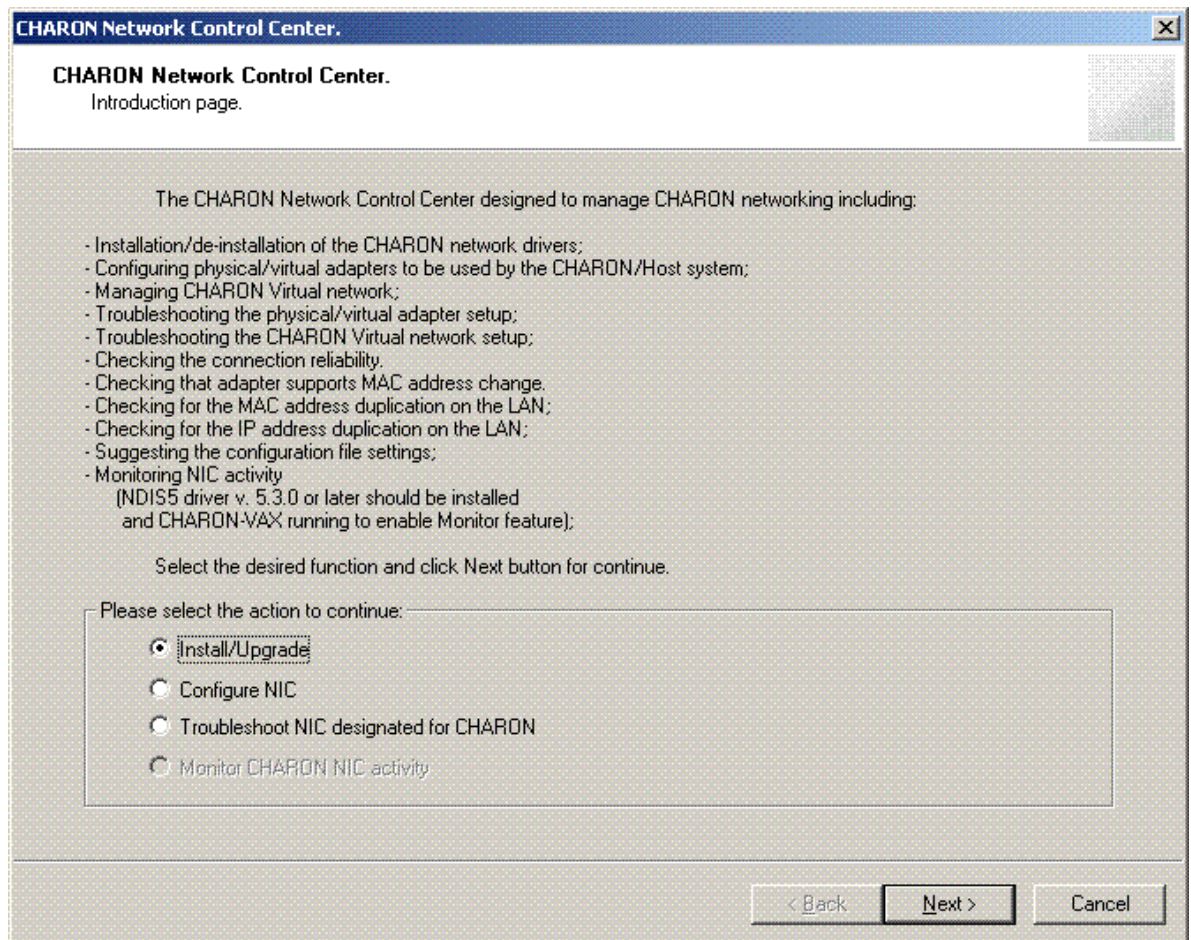 CHARON Network Control Center.
CHARON Network Control Center.
Introduction page.
The CHARON Network Control Center designed to manage CHARON networking including:
- Installation/de-installation of the CHARON network drivers;
- Configuring physical/virtual adapters to be used by the CHARON/Host system;
- Managing CHARON Virtual network;
- Troubleshooting the physical/virtual adapter setup;
- Troubleshooting the CHARON Virtual network setup;
- Checking the connection reliability.
- Checking that adapter supports MAC address change.
- Checking for the MAC address duplication on the LAN;
- Checking for the IP address duplication on the LAN;
- Suggesting the configuration file settings;
- Monitoring NIC activity
(NDIS5 driver v. 5.3.0 or later should be installed
and CHARON-VAX running to enable Monitor feature);
Select the desired function and click Next button for continue.
Please select the action to continue:
Install/Upgrade
Configure NIC
Troubleshoot NIC designated for CHARON
Monitor CHARON NIC activity
< Back Next > Cancel